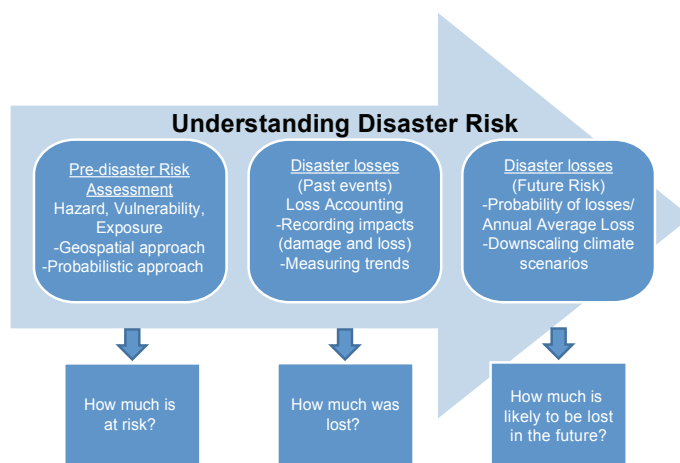 Understanding Disaster Risk
Pre-disaster Risk
Assessment
Hazard, Vulnerability,
Exposure
-Geospatial approach
-Probabilistic approach
Disaster losses
(Past events)
Loss Accounting
-Recording impacts
(damage and loss)
-Measuring trends
Disaster losses
(Future Risk)
-Probability of losses/
Annual Average Loss
-Downscaling climate
scenarios
How much is
at risk?
How much was
lost?
How much is
likely to be lost
in the future?